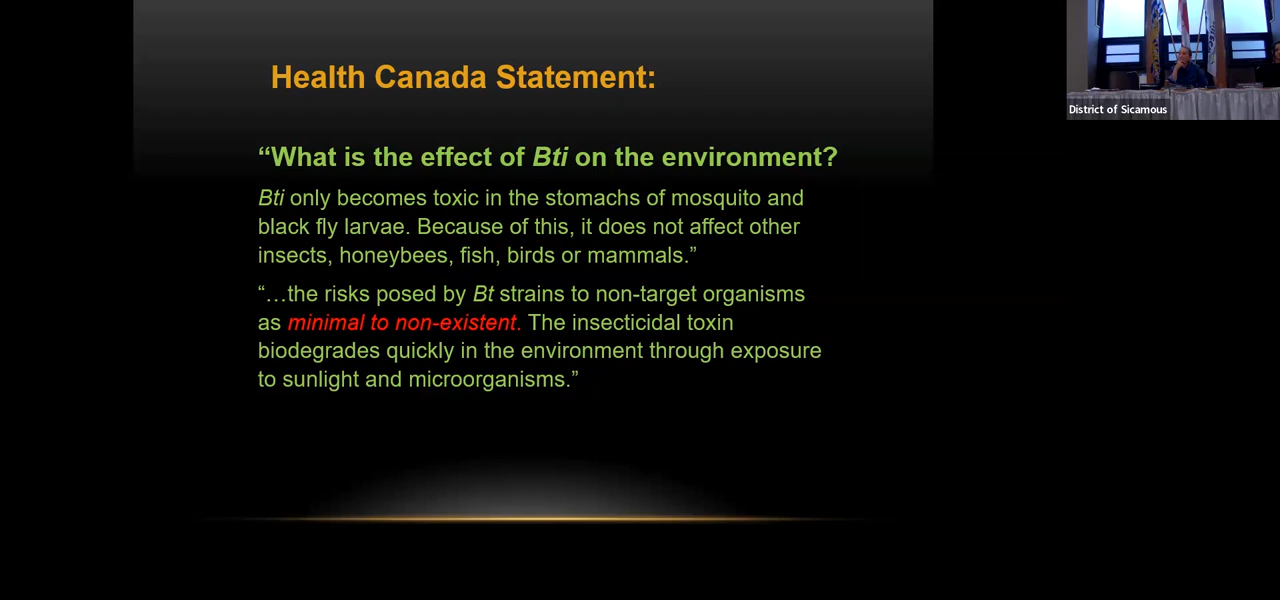 Health Canada Statement:
“What is the effect of Bti on the environment?
Bti only becomes toxic in the stomachs of mosquito and
black fly larvae. Because of this, it does not affect other
insects, honeybees, fish, birds or mammals.”
“…the risks posed by Bt strains to non-target organisms
as minimal to non-existent. The insecticidal toxin
biodegrades quickly in the environment through exposure
to sunlight and microorganisms.”
District of Sicamous